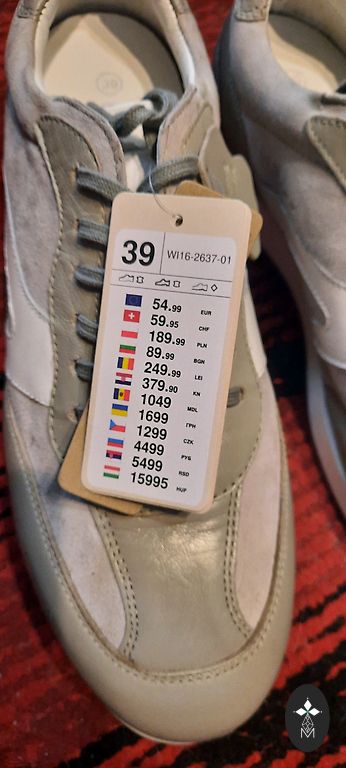 39
39 WI16-2637-01
54.99 EUR
59.95 CHF
189.99 PLN
89.99 BGN
249.99 LEI
379.90 KN
1049 MDL
1699 ГРН
1299 CZK
4499 РУБ
5499 RSD
15995 HUF
M